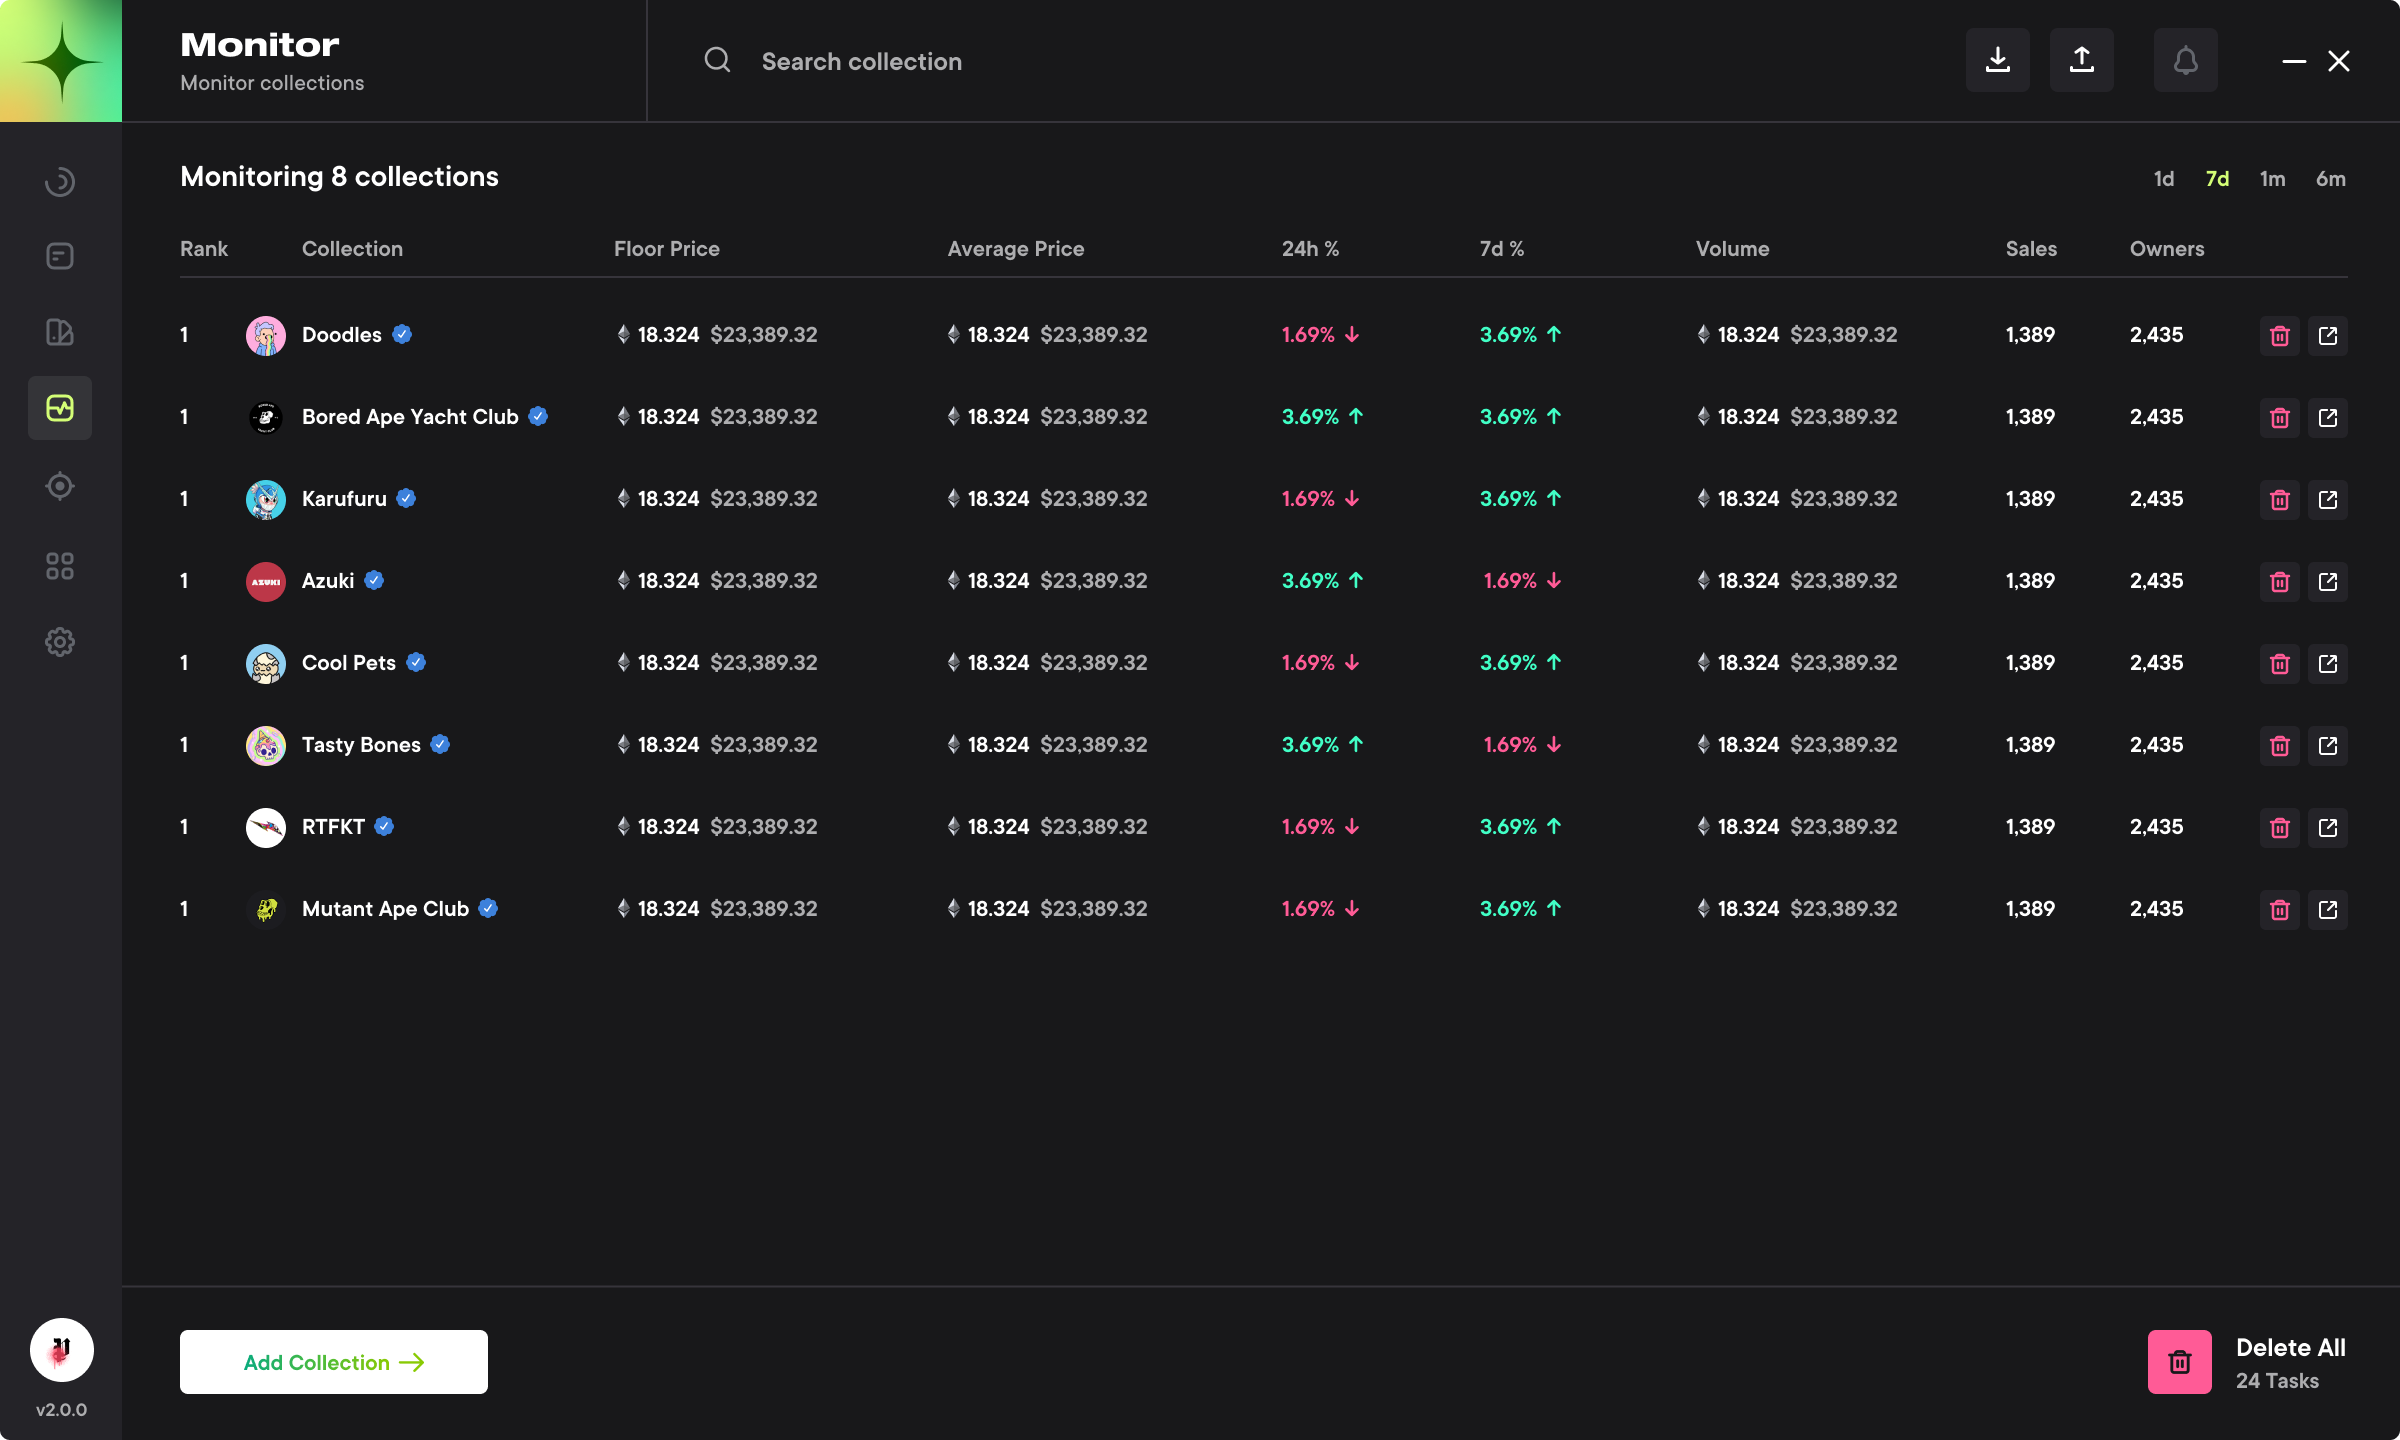 Monitor
Monitor collections
Search collection
Monitoring 8 collections
1d 7d 1m 6m
Rank Collection Floor Price Average Price 24h % 7d % Volume Sales Owners
1 Doodles 18.324 $23,389.32 18.324 $23,389.32 1.69% ↓ 3.69% ↑ 18.324 $23,389.32 1,389 2,435
1 Bored Ape Yacht Club 18.324 $23,389.32 18.324 $23,389.32 3.69% ↑ 3.69% ↑ 18.324 $23,389.32 1,389 2,435
1 Karufuru 18.324 $23,389.32 18.324 $23,389.32 1.69% ↓ 3.69% ↑ 18.324 $23,389.32 1,389 2,435
1 AZUKI Azuki 18.324 $23,389.32 18.324 $23,389.32 3.69% ↑ 1.69% ↓ 18.324 $23,389.32 1,389 2,435
1 Cool Pets 18.324 $23,389.32 18.324 $23,389.32 1.69% ↓ 3.69% ↑ 18.324 $23,389.32 1,389 2,435
1 Tasty Bones 18.324 $23,389.32 18.324 $23,389.32 3.69% ↑ 1.69% ↓ 18.324 $23,389.32 1,389 2,435
1 RTFKT 18.324 $23,389.32 18.324 $23,389.32 1.69% ↓ 3.69% ↑ 18.324 $23,389.32 1,389 2,435
1 Mutant Ape Club 18.324 $23,389.32 18.324 $23,389.32 1.69% ↓ 3.69% ↑ 18.324 $23,389.32 1,389 2,435
Add Collection →
Delete All
24 Tasks
v2.0.0